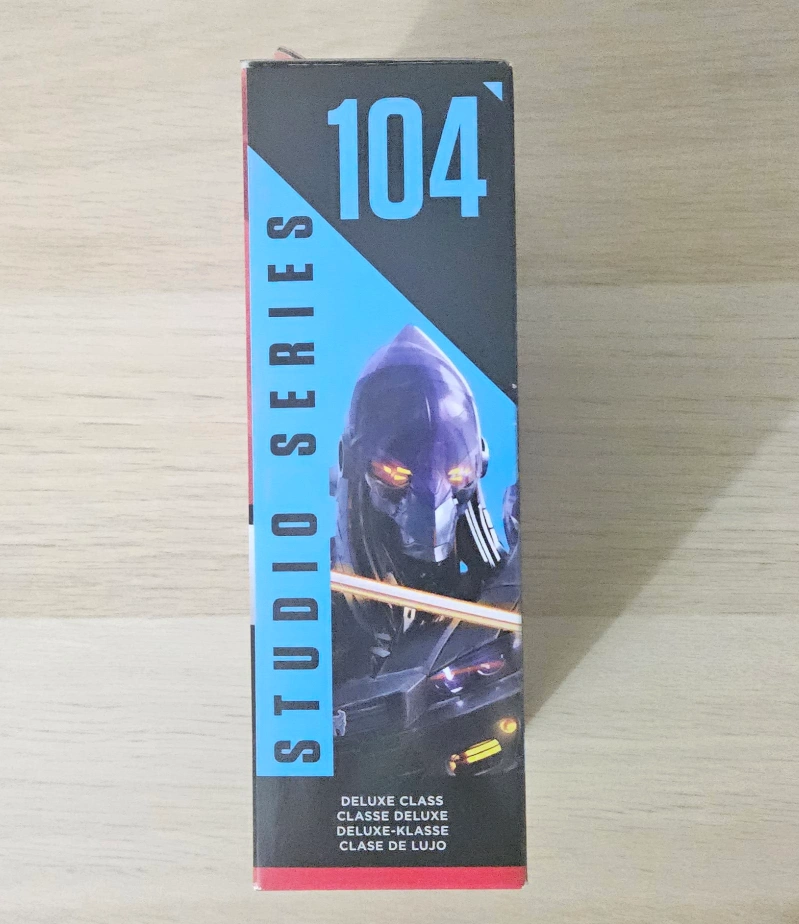 104
STUDIO SERIES
DELUXE CLASS
CLASSE DELUXE
DELUXE-KLASSE
CLASE DE LUJO